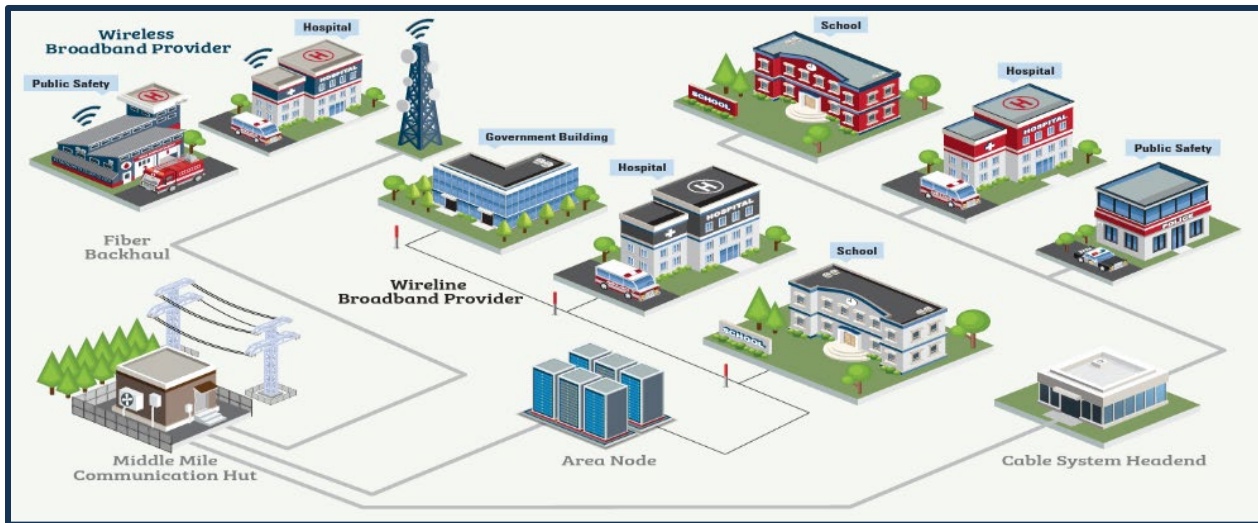 Wireless
Broadband Provider
Hospital
HOSPITAL
Public Safety
School
SCHOOL
Hospital
HOSPITAL
Government Building
Hospital
HOSPITAL
Public Safety
POLICE
Fiber
Backhaul
School
SCHOOL
Wireline
Broadband Provider
Middle Mile
Communication Hut
Area Node
Cable System Headend